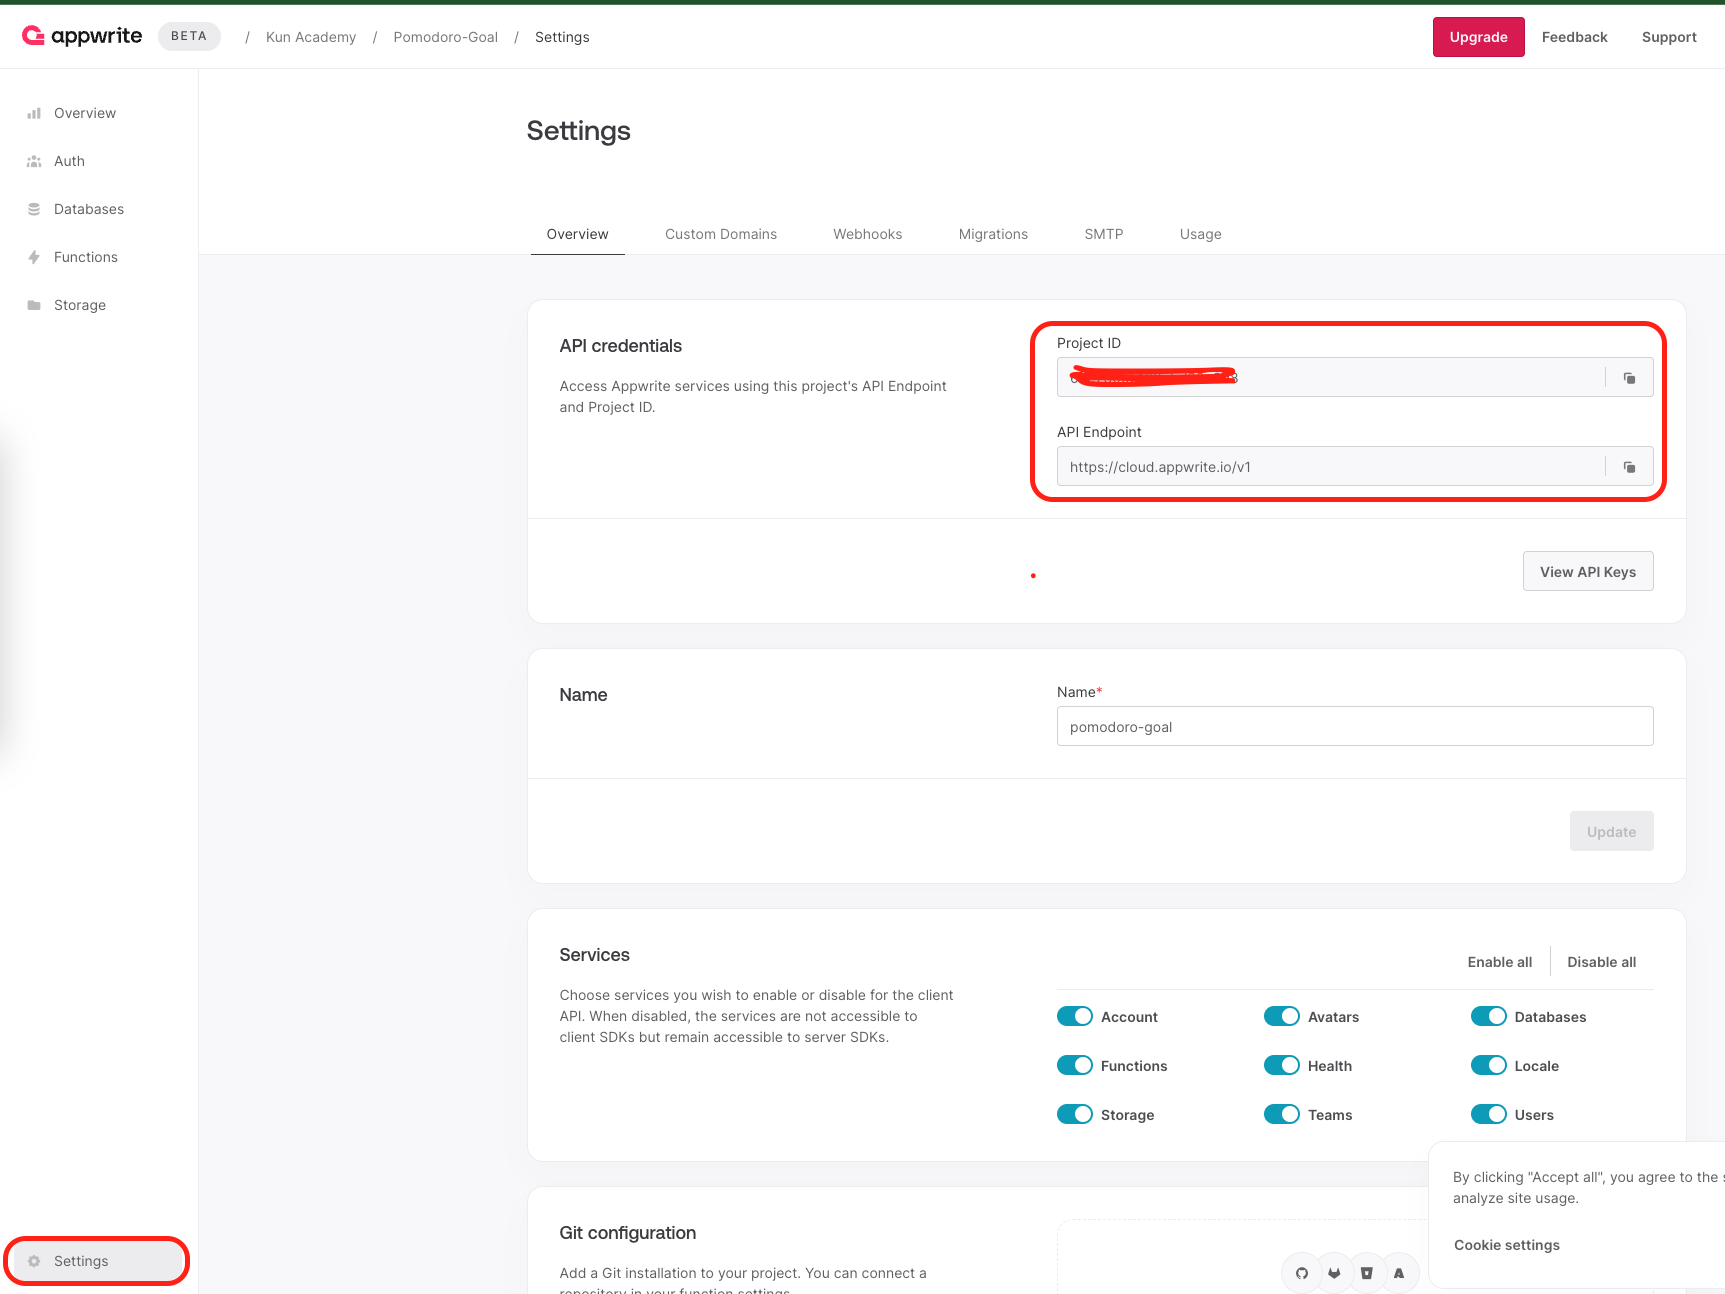 appwrite BETA / Kun Academy / Pomodoro-Goal / Settings Upgrade Feedback Support
Overview
Auth
Databases
Functions
Storage
Settings
Settings
Overview Custom Domains Webhooks Migrations SMTP Usage
API credentials
Access Appwrite services using this project's API Endpoint
and Project ID.
Project ID
API Endpoint
https://cloud.appwrite.io/v1
View API Keys
Name
Name*
pomodoro-goal
Update
Services
Choose services you wish to enable or disable for the client
API. When disabled, the services are not accessible to
client SDKs but remain accessible to server SDKs.
Enable all Disable all
Account Avatars Databases
Functions Health Locale
Storage Teams Users
Git configuration
Add a Git installation to your project. You can connect a
repository in your function settings.
By clicking "Accept all", you agree to the
analyze site usage.
Cookie settings